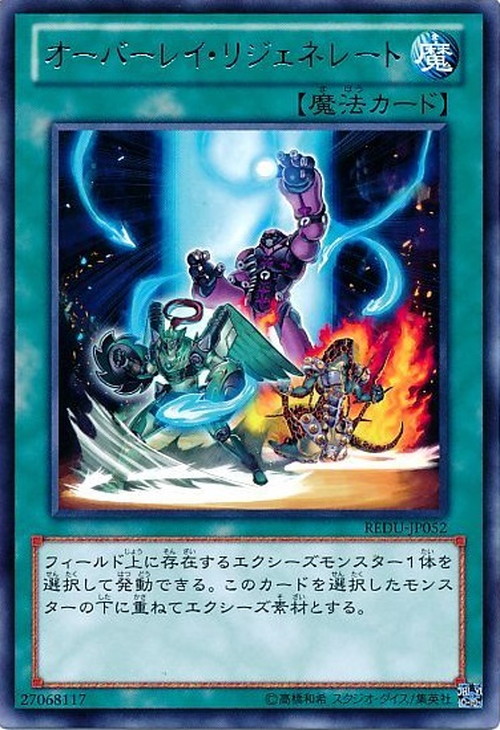 オーバーレイ・リジェネレート
魔
【魔法カード】
REDU-JP052
フィールド上に存在するエクシーズモンスター1体を
選択して発動できる。このカードを選択したモンス
ターの下に重ねてエクシーズ素材とする。
27068117
©高橋和希 スタジオ・ダイス/集英社